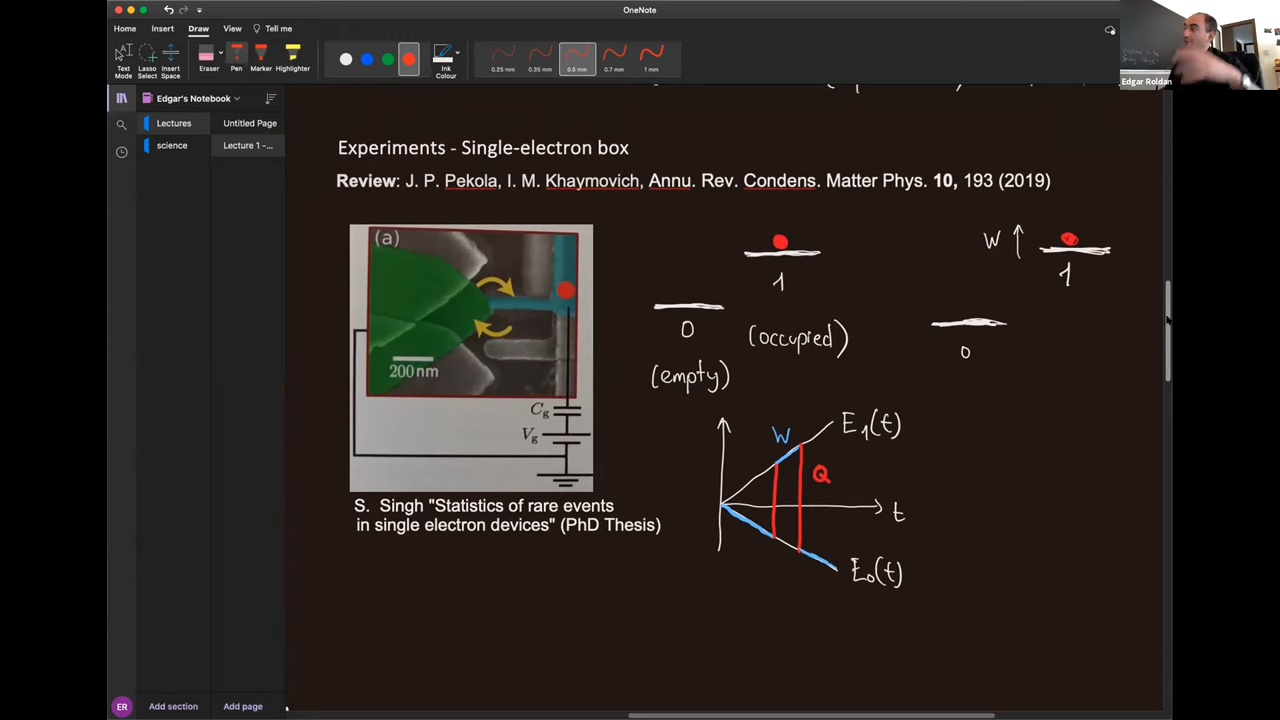 OneNote
Home Insert Draw View Tell me
Text Mode
Lasso Select
Insert Space
Eraser Pen Marker Highlighter
Ink Colour
0.25 mm 0.35 mm 0.5 mm 0.7 mm 1 mm
Edgar Roldan
Edgar's Notebook
Lectures
science
Untitled Page
Lecture 1 -...
Experiments - Single-electron box
Review: J. P. Pekola, I. M. Khaymovich, Annu. Rev. Condens. Matter Phys. 10, 193 (2019)
(a)
200 nm
Cg
Vg
S. Singh "Statistics of rare events
in single electron devices" (PhD Thesis)
1
0
(occupied)
(empty)
W
1
0
W
E1(t)
Q
t
E0(t)
ER
Add section
Add page